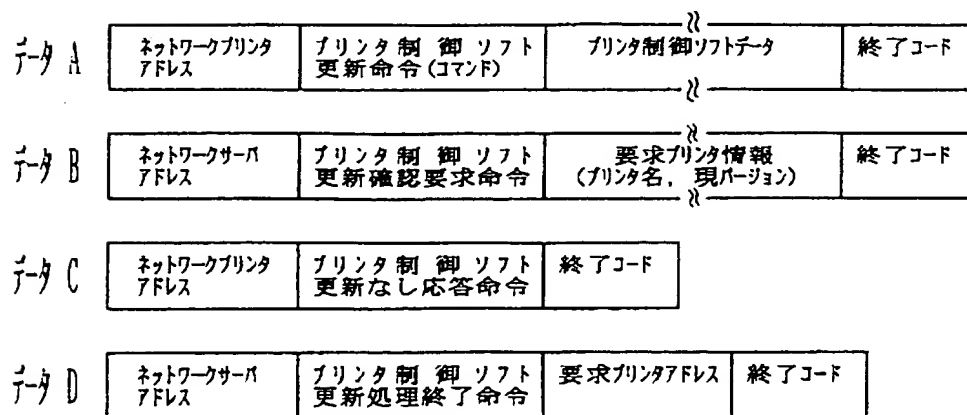 データ A
ネットワークプリンタ
アドレス
プリンタ制御ソフト
更新命令(コマンド)
プリンタ制御ソフトデータ
終了コード
データ B
ネットワークサーバ
アドレス
プリンタ制御ソフト
更新確認要求命令
要求プリンタ情報
(プリンタ名, 現バージョン)
終了コード
データ C
ネットワークプリンタ
アドレス
プリンタ制御ソフト
更新なし応答命令
終了コード
データ D
ネットワークサーバ
アドレス
プリンタ制御ソフト
更新処理終了命令
要求プリンタアドレス
終了コード